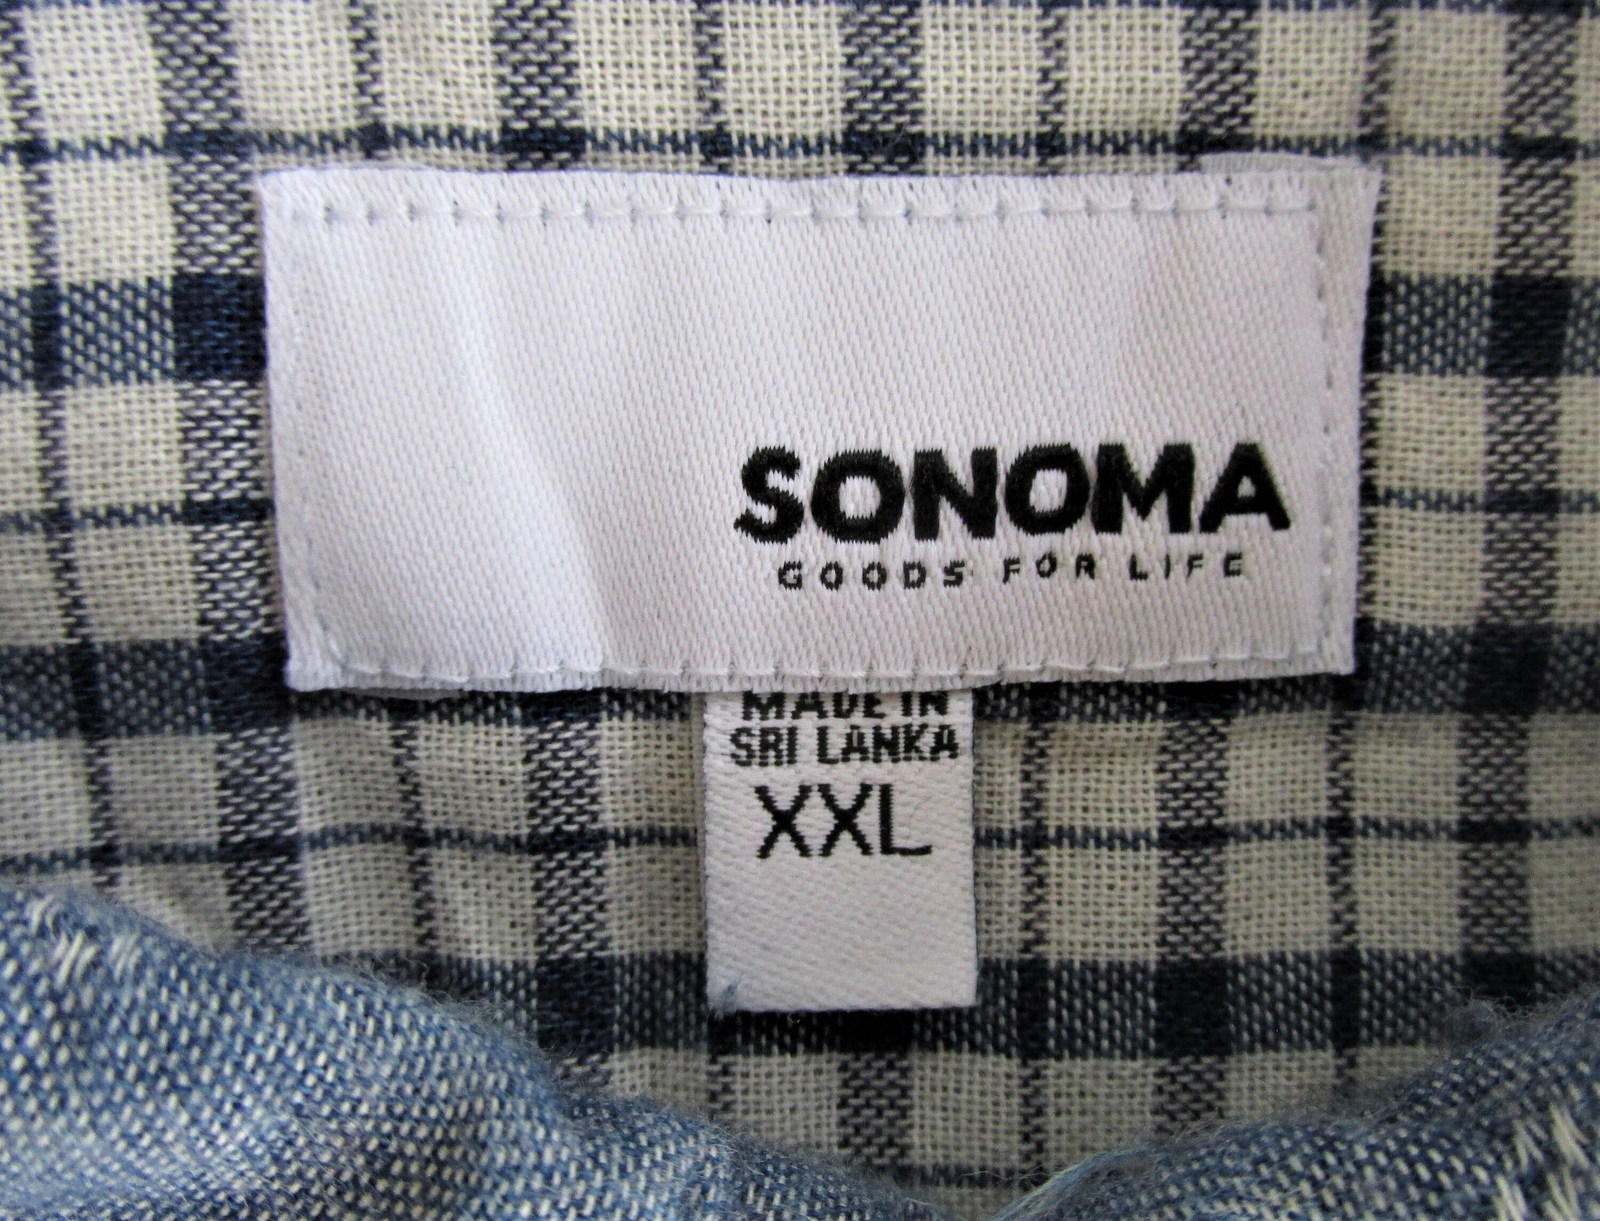 SONOMA
GOODS FOR LIFE
MADE IN
SRI LANKA
XXL